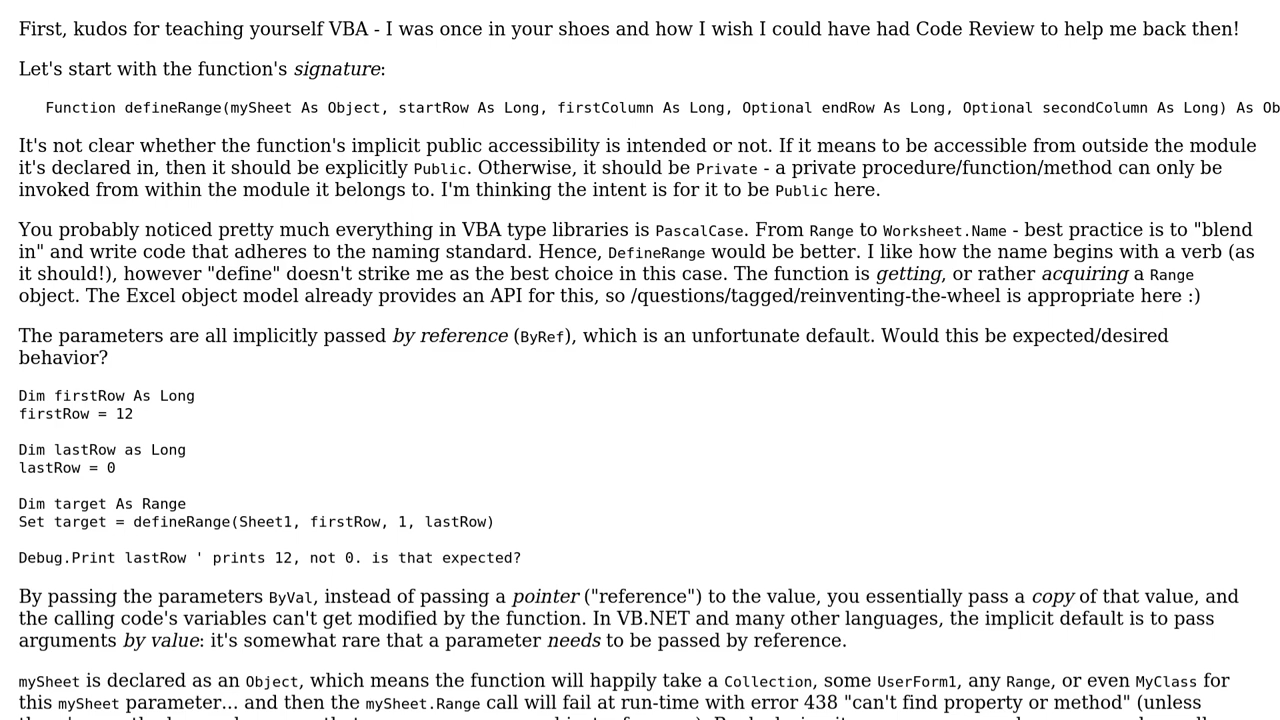 First, kudos for teaching yourself VBA - I was once in your shoes and how I wish I could have had Code Review to help me back then!
Let's start with the function's signature:
Function defineRange(mySheet As Object, startRow As Long, firstColumn As Long, Optional endRow As Long, Optional secondColumn As Long) As Ob
It's not clear whether the function's implicit public accessibility is intended or not. If it means to be accessible from outside the module
it's declared in, then it should be explicitly Public. Otherwise, it should be Private - a private procedure/function/method can only be
invoked from within the module it belongs to. I'm thinking the intent is for it to be Public here.
You probably noticed pretty much everything in VBA type libraries is PascalCase. From Range to Worksheet.Name - best practice is to "blend
in" and write code that adheres to the naming standard. Hence, DefineRange would be better. I like how the name begins with a verb (as
it should!), however "define" doesn't strike me as the best choice in this case. The function is getting, or rather acquiring a Range
object. The Excel object model already provides an API for this, so /questions/tagged/reinventing-the-wheel is appropriate here :)
The parameters are all implicitly passed by reference (ByRef), which is an unfortunate default. Would this be expected/desired
behavior?
Dim firstRow As Long
firstRow = 12
Dim lastRow as Long
lastRow = 0
Dim target As Range
Set target = defineRange(Sheet1, firstRow, 1, lastRow)
Debug.Print lastRow ' prints 12, not 0. is that expected?
By passing the parameters ByVal, instead of passing a pointer ("reference") to the value, you essentially pass a copy of that value, and
the calling code's variables can't get modified by the function. In VB.NET and many other languages, the implicit default is to pass
arguments by value: it's somewhat rare that a parameter needs to be passed by reference.
mySheet is declared as an Object, which means the function will happily take a Collection, some UserForm1, any Range, or even MyClass for
this mySheet parameter... and then the mySheet.Range call will fail at run-time with error 438 "can't find property or method" (unless